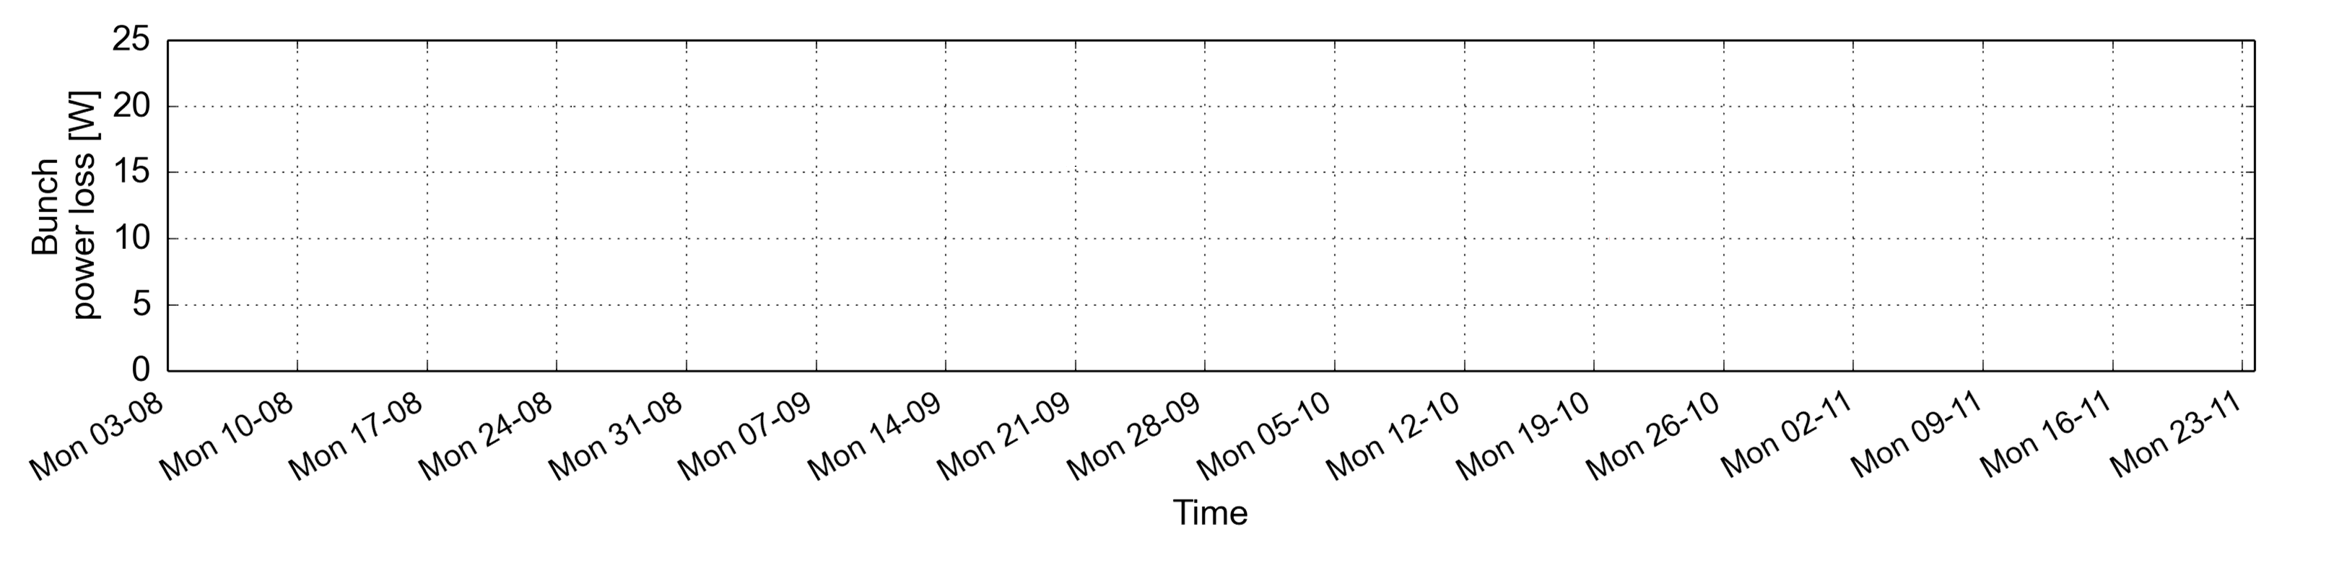 Bunch
power loss [W]
25
20
15
10
5
0
Mon 03-08
Mon 10-08
Mon 17-08
Mon 24-08
Mon 31-08
Mon 07-09
Mon 14-09
Mon 21-09
Mon 28-09
Mon 05-10
Mon 12-10
Mon 19-10
Mon 26-10
Mon 02-11
Mon 09-11
Mon 16-11
Mon 23-11
Time